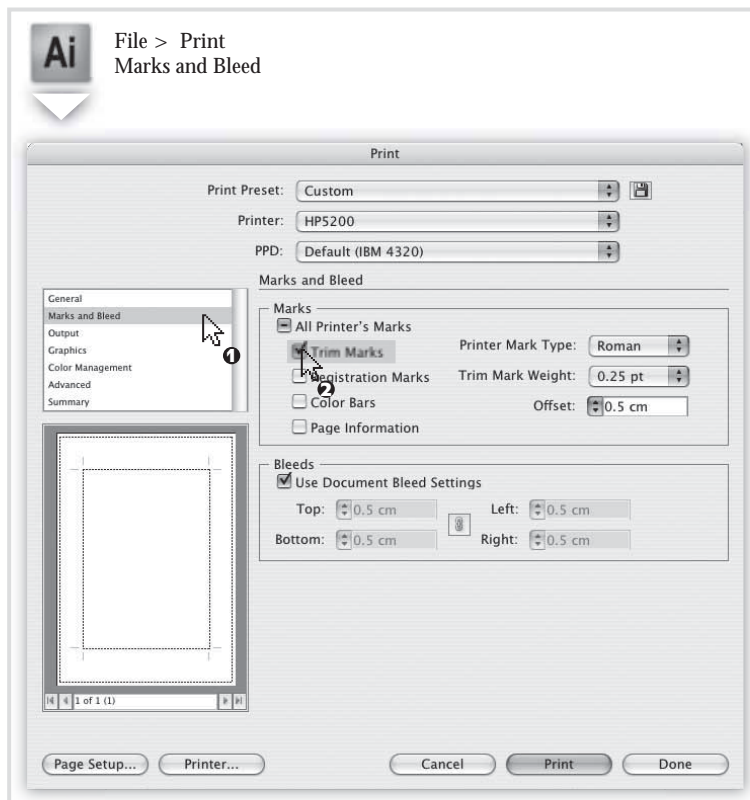 Ai
File > Print
Marks and Bleed
Print
Print Preset: Custom
Printer: HP5200
PPD: Default (IBM 4320)
Marks and Bleed
General
Marks and Bleed
Output
Graphics
Color Management
Advanced
Summary
1
Marks
All Printer's Marks
Trim Marks
Registration Marks
2
Color Bars
Page Information
Printer Mark Type: Roman
Trim Mark Weight: 0.25 pt
Offset: 0.5 cm
Bleeds
Use Document Bleed Settings
Top: 0.5 cm Left: 0.5 cm
Bottom: 0.5 cm Right: 0.5 cm
1 of 1 (1)
Page Setup... Printer... Cancel Print Done